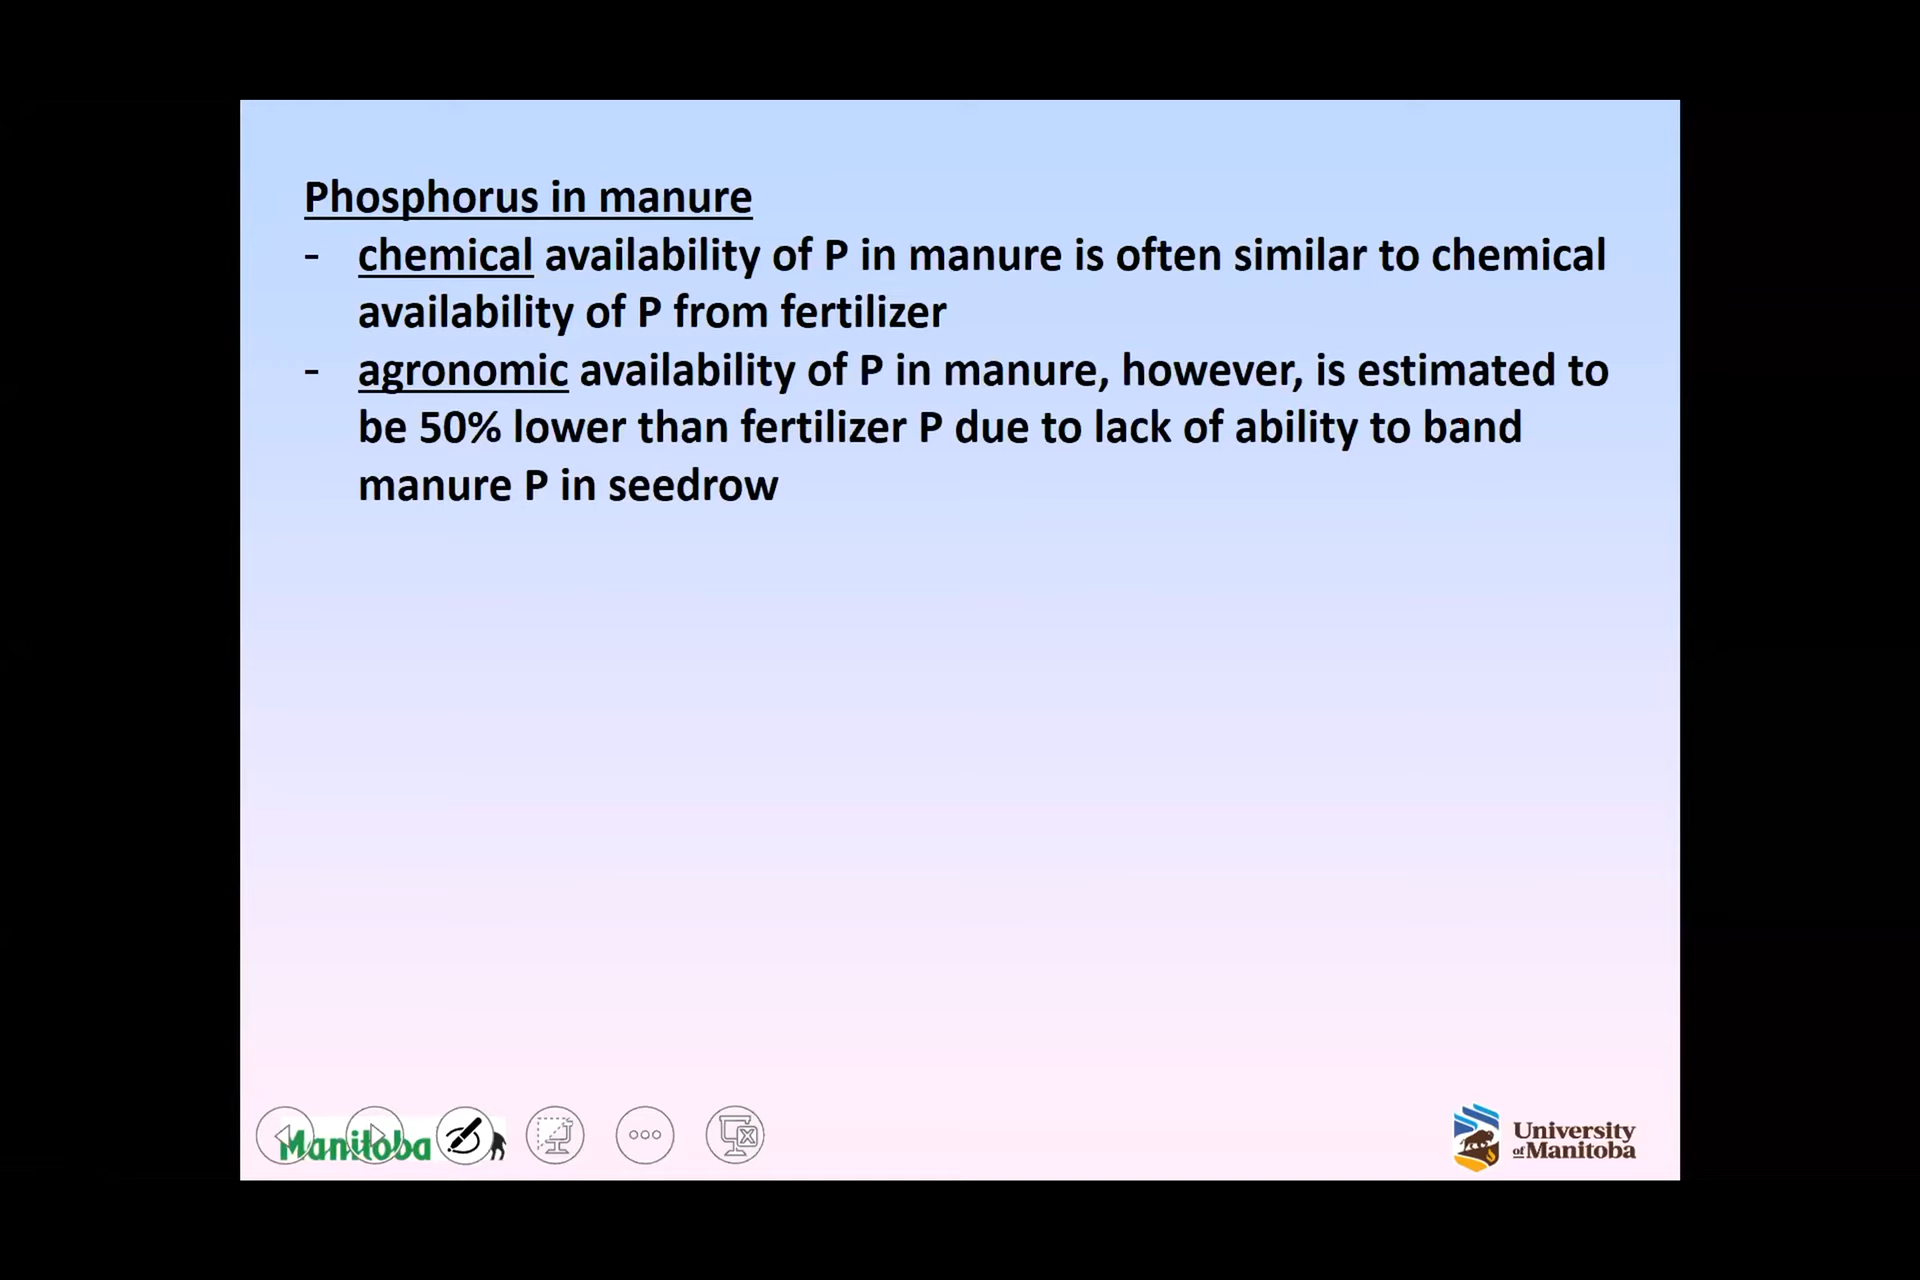 Phosphorus in manure
- chemical availability of P in manure is often similar to chemical
availability of P from fertilizer
- agronomic availability of P in manure, however, is estimated to
be 50% lower than fertilizer P due to lack of ability to band
manure P in seedrow
Manitoba
University
of Manitoba